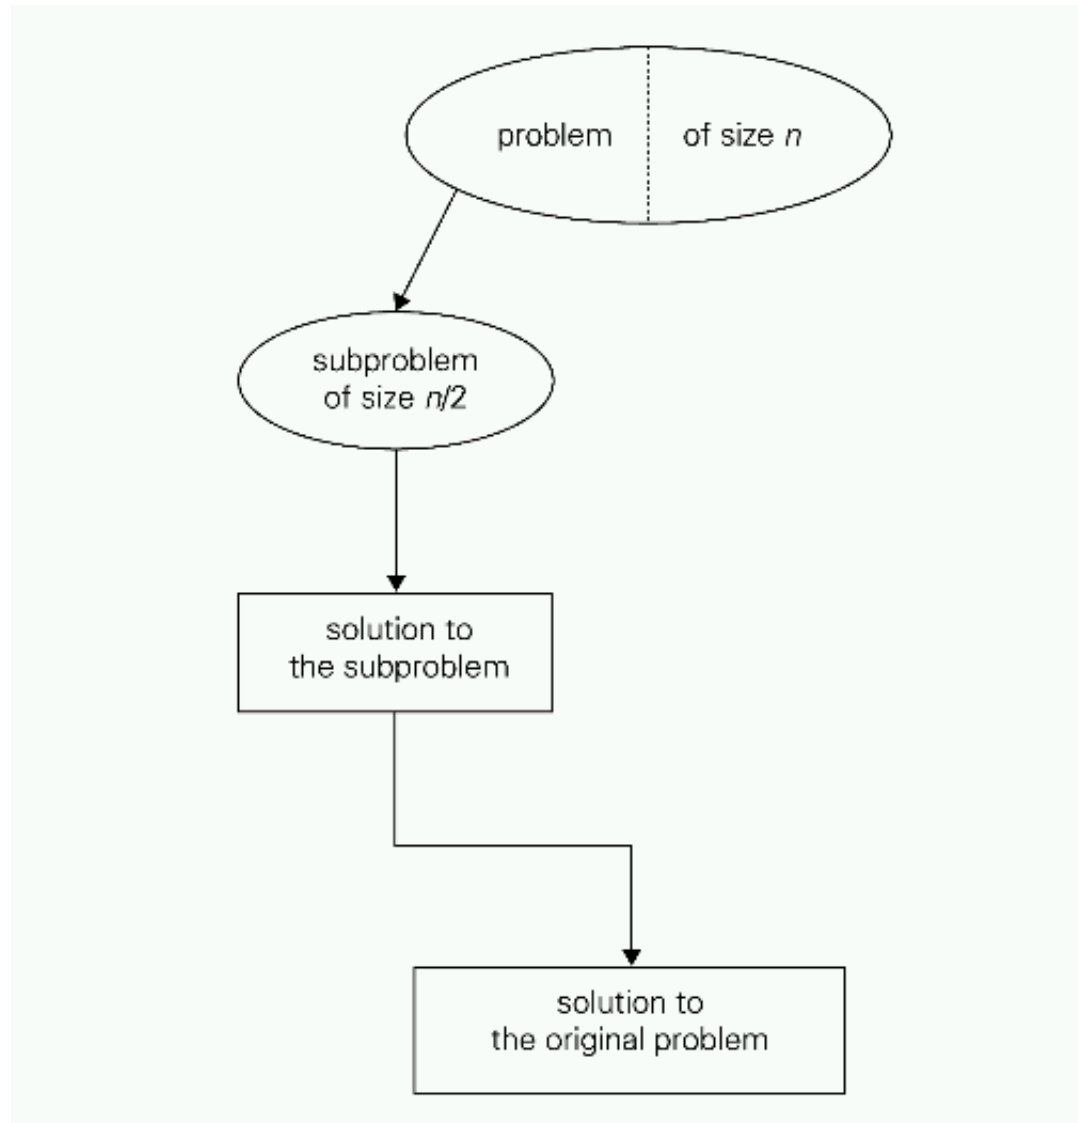 problem of size n
subproblem
of size n/2
solution to
the subproblem
solution to
the original problem